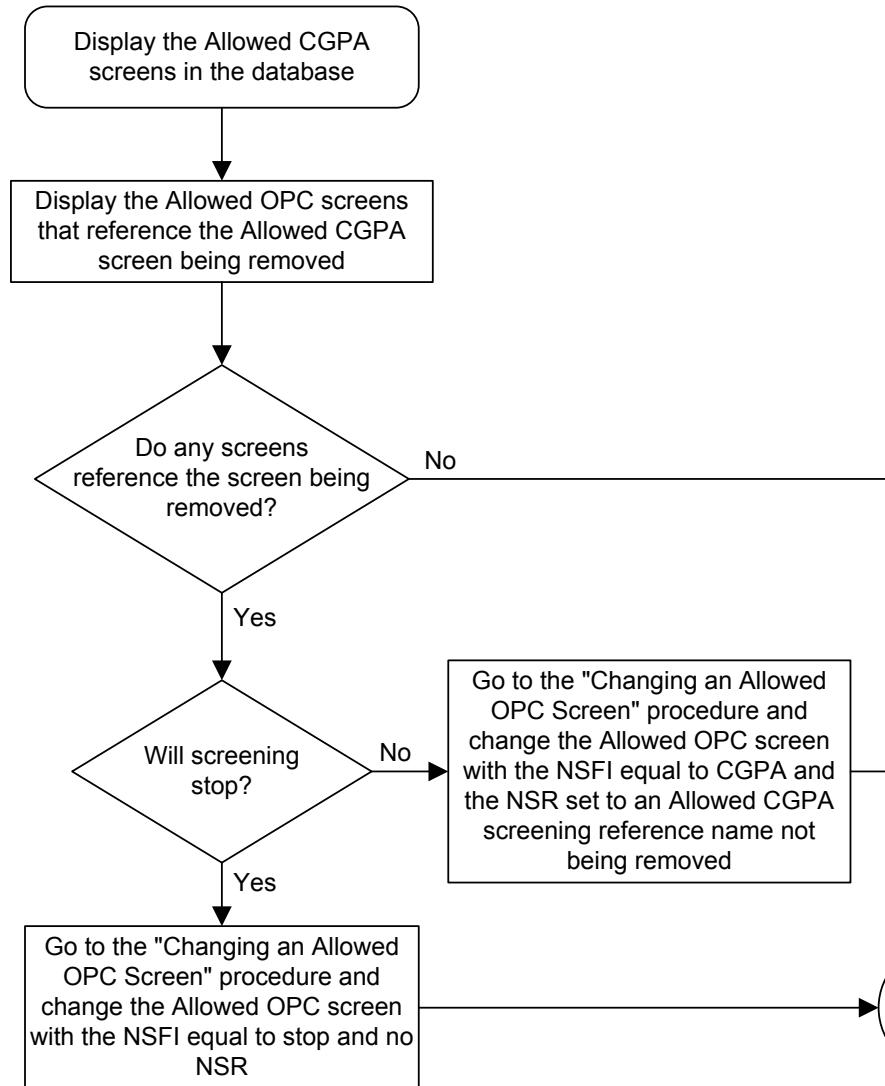 Display the Allowed CGPA
screens in the database
Display the Allowed OPC screens
that reference the Allowed CGPA
screen being removed
Do any screens
reference the screen being
removed?
No
Yes
Will screening
stop?
No
Go to the "Changing an Allowed
OPC Screen" procedure and
change the Allowed OPC screen
with the NSFI equal to CGPA and
the NSR set to an Allowed CGPA
screening reference name not
being removed
Yes
Go to the "Changing an Allowed
OPC Screen" procedure and
change the Allowed OPC screen
with the NSFI equal to stop and no
NSR